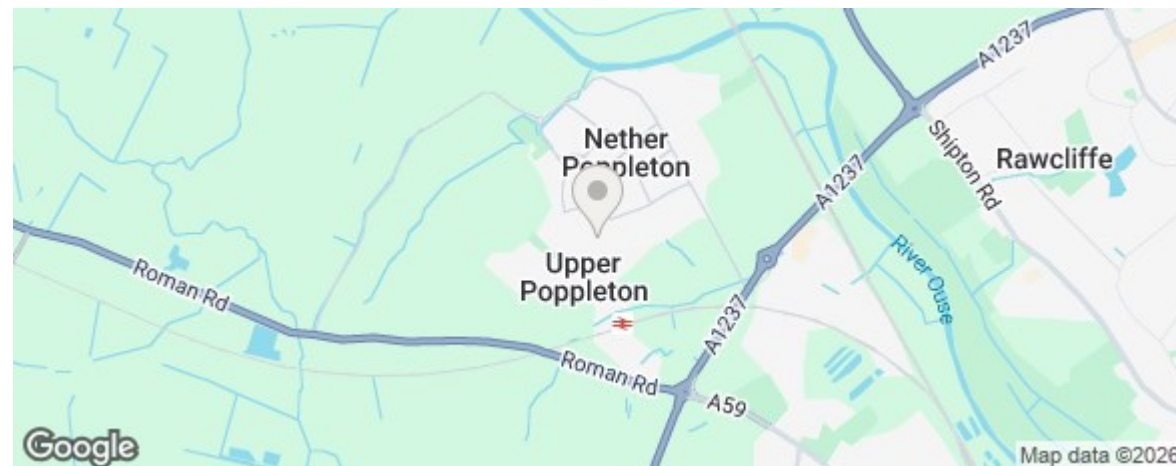 A1237
Nether
Poppleton
Shipton Rd
Rawcliffe
A1237
Upper
Poppleton
River Ouse
Roman Rd
A1237
Roman Rd
A59
Google
Map data ©2026